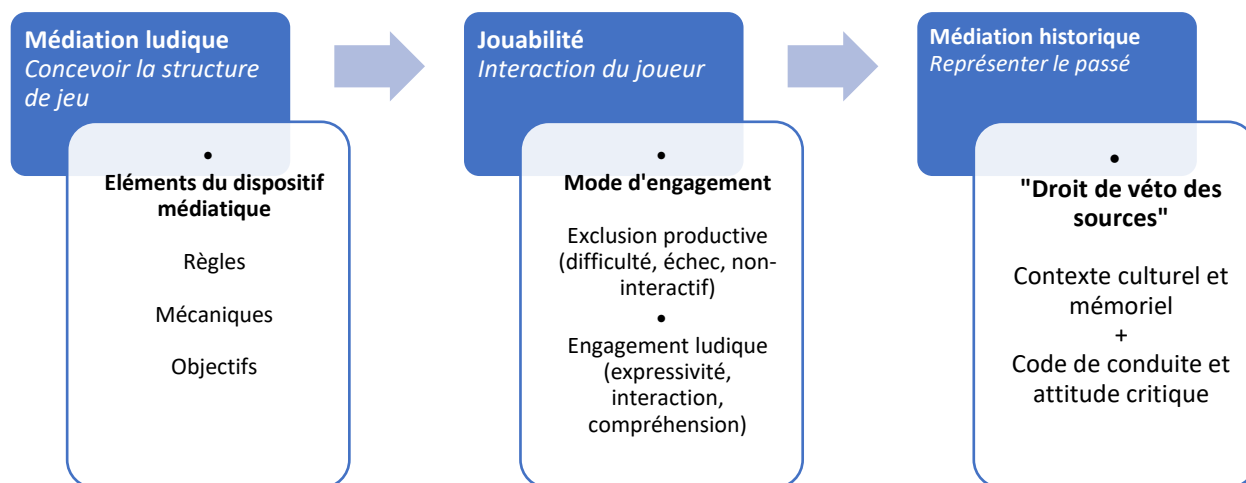 Médiation ludique
Concevoir la structure
de jeu
•
Eléments du dispositif
médiatique
Règles
Mécaniques
Objectifs
Jouabilité
Interaction du joueur
•
Mode d'engagement
Exclusion productive
(difficulté, échec, non-
interactif)
•
Engagement ludique
(expressivité,
interaction,
compréhension)
Médiation historique
Représenter le passé
•
"Droit de véto des
sources"
Contexte culturel et
mémoriel
+
Code de conduite et
attitude critique